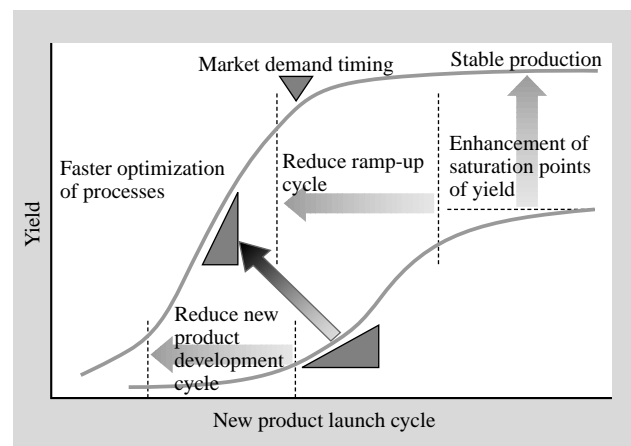 Market demand timing
Stable production
Faster optimization
of processes
Reduce ramp-up
cycle
Enhancement of
saturation points
of yield
Yield
Reduce new
product
development
cycle
New product launch cycle